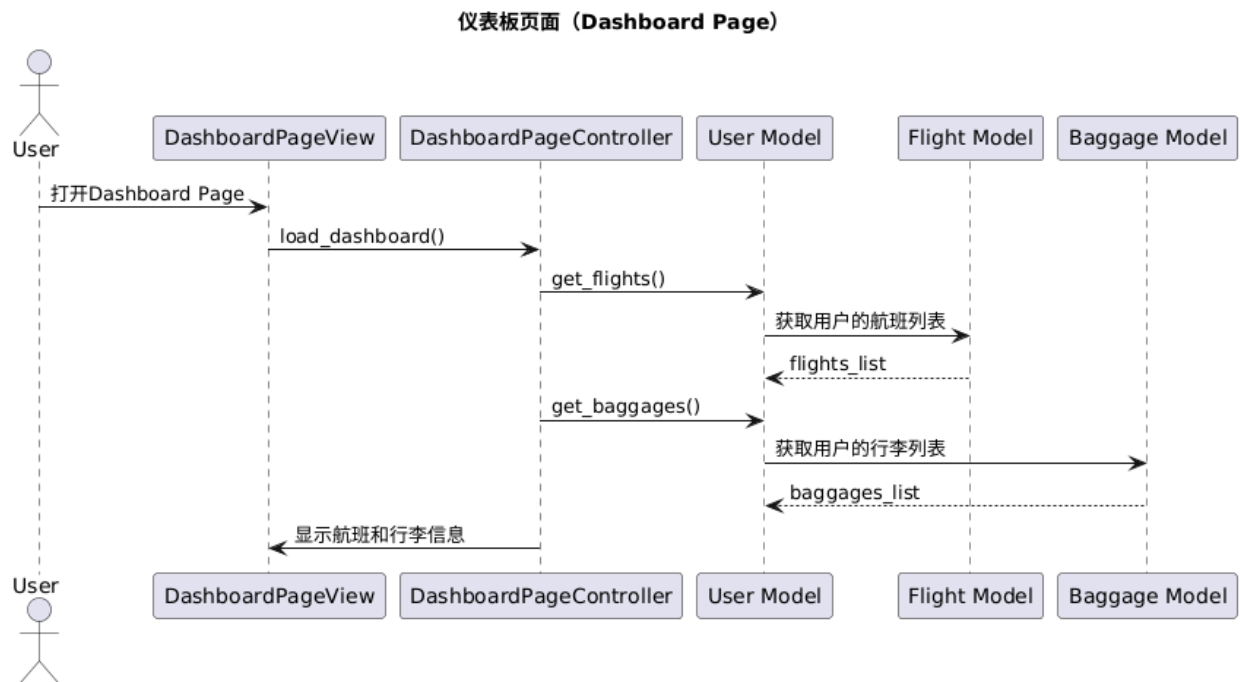 仪表板页面（Dashboard Page）
User
DashboardPageView
DashboardPageController
User Model
Flight Model
Baggage Model
打开Dashboard Page
load_dashboard()
get_flights()
获取用户的航班列表
flights_list
get_baggages()
获取用户的行李列表
baggages_list
显示航班和行李信息
User
DashboardPageView
DashboardPageController
User Model
Flight Model
Baggage Model